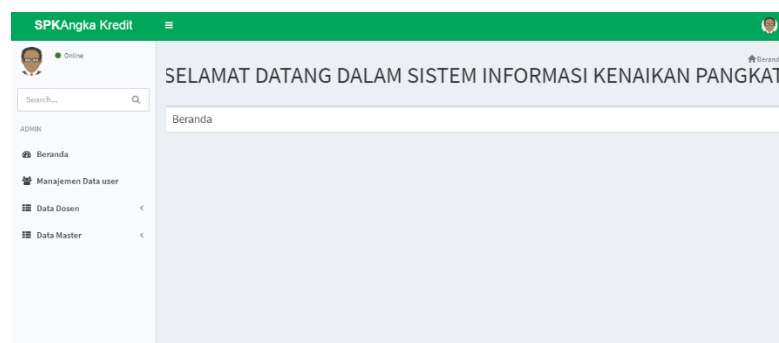 SPKAngka Kredit
Online
Berand
SELAMAT DATANG DALAM SISTEM INFORMASI KENAIKAN PANGKAT
Search...
Beranda
ADMIN
Beranda
Manajemen Data user
Data Dosen
Data Master